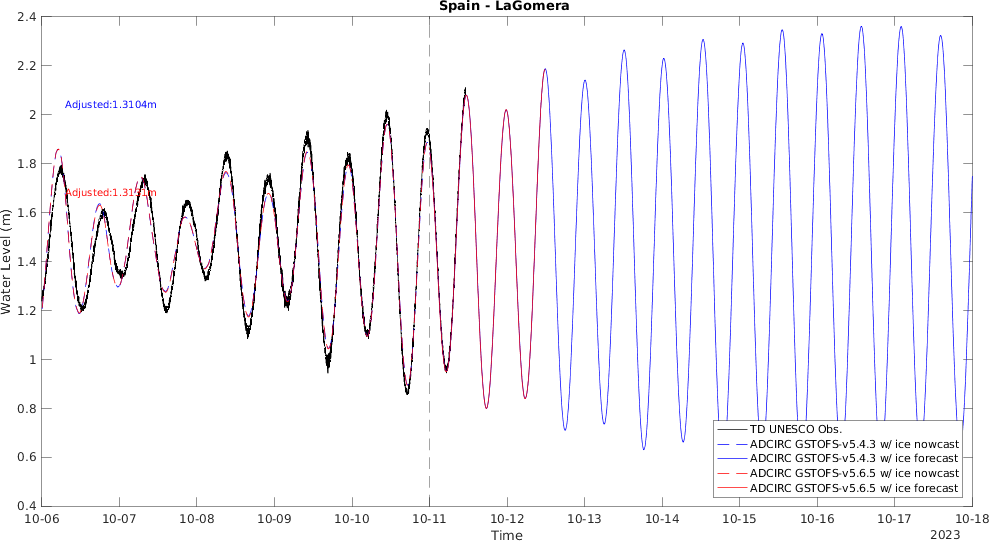 Spain - LaGomera
2.4
2.2
2
1.8
1.6
1.4
1.2
1
0.8
0.6
0.4
Water Level (m)
Adjusted:1.3104m
TD UNESCO Obs.
ADCIRC GSTOFS-v5.4.3 w/ ice nowcast
ADCIRC GSTOFS-v5.4.3 w/ ice forecast
ADCIRC GSTOFS-v5.6.5 w/ ice nowcast
ADCIRC GSTOFS-v5.6.5 w/ ice forecast
10-06 10-07 10-08 10-09 10-10 10-11 10-12 10-13 10-14 10-15 10-16 10-17 10-18
Time
2023